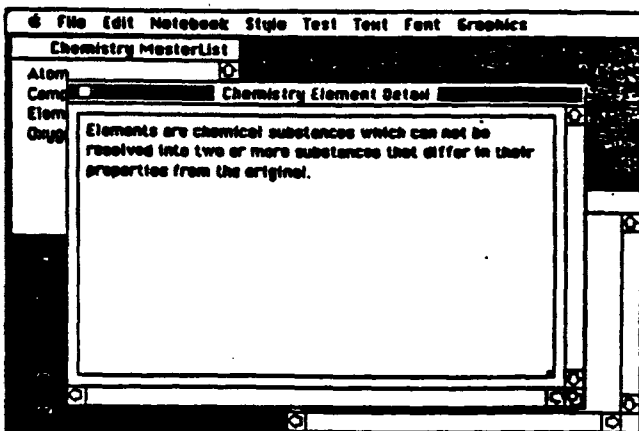 File Edit Notebook Style Test Text Font Graphics
Chemistry MasterList
Atom
Chemistry Element Detail
Elem
Oxyg
Elements are chemical substances which can not be
resolved into two or more substances that differ in their
properties from the original.